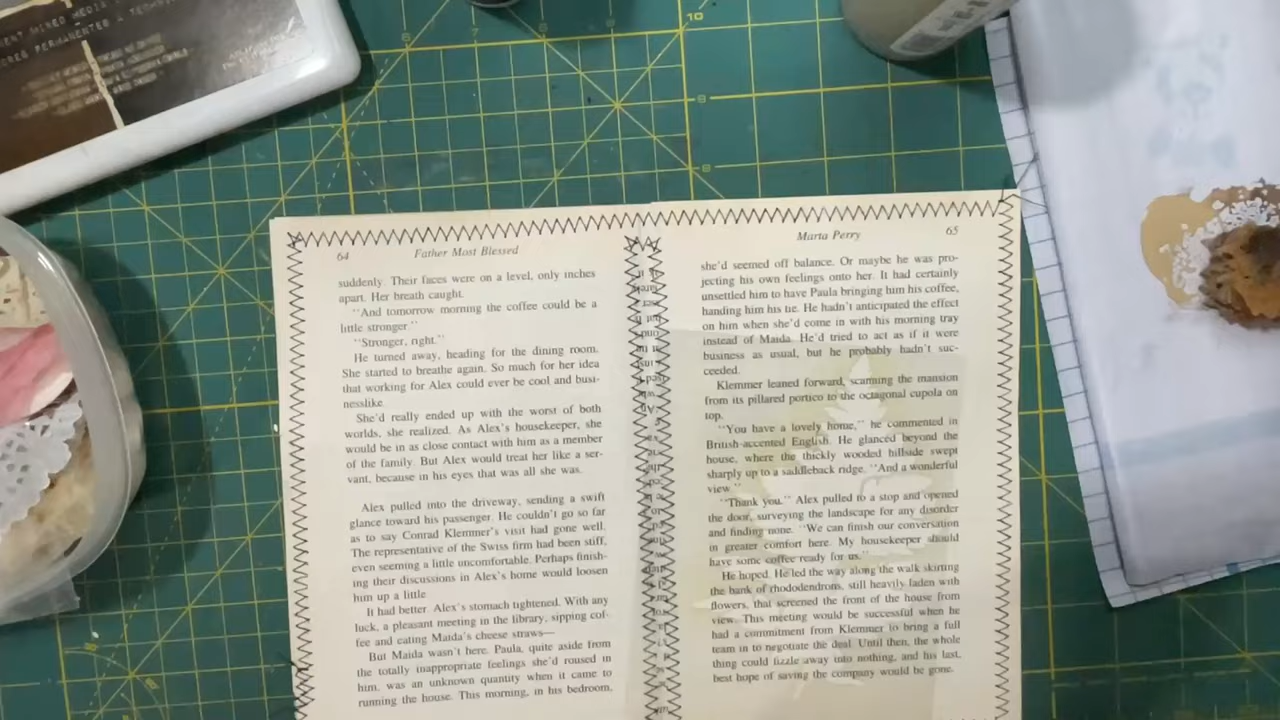 ENT MIXED MEDIA
CRES PERMANENTES A TECHNI
10
9
8
6
7
8
9
64
Father Most Blessed
suddenly. Their faces were on a level, only inches
apart. Her breath caught.
"And tomorrow morning the coffee could be a
little stronger."
"Stronger, right."
He turned away, heading for the dining room.
She started to breathe again. So much for her idea
that working for Alex could ever be cool and busi-
nesslike.
She'd really ended up with the worst of both
worlds, she realized. As Alex's housekeeper, she
would be in as close contact with him as a member
of the family. But Alex would treat her like a ser-
vant, because in his eyes that was all she was.
Alex pulled into the driveway, sending a swift
glance toward his passenger. He couldn't go so far
as to say Conrad Klemmer's visit had gone well.
The representative of the Swiss firm had been stiff,
even seeming a little uncomfortable. Perhaps finish-
ing their discussions in Alex's home would loosen
him up a little
It had better. Alex's stomach tightened. With any
luck, a pleasant meeting in the library, sipping cof-
fee and eating Maida's cheese straws—
But Maida wasn't here. Paula, quite aside from
the totally inappropriate feelings she'd roused in
him, was an unknown quantity when it came to
running the house. This morning, in his bedroom,
Marta Perry
65
she'd seemed off balance. Or maybe he was pro-
jecting his own feelings onto her. It had certainly
unsettled him to have Paula bringing him his coffee,
handing him his tie. He hadn't anticipated the effect
on him when she'd come in with his morning tray
instead of Maida. He'd tried to act as if it were
business as usual, but he probably hadn't suc-
ceeded.
Klemmer leaned forward, scanning the mansion
from its pillared portico to the octagonal cupola on
top.
"You have a lovely home," he commented in
British-accented English. He glanced beyond the
house, where the thickly wooded hillside swept
sharply up to a saddleback ridge. "And a wonderful
view."
"Thank you." Alex pulled to a stop and opened
the door, surveying the landscape for any disorder
and finding none. "We can finish our conversation
in greater comfort here. My housekeeper should
have some coffee ready for us."
He hoped. He led the way along the walk skirting
the bank of rhododendrons, still heavily laden with
flowers, that screened the front of the house from
view. This meeting would be successful when he
had a commitment from Klemmer to bring a full
team in to negotiate the deal. Until then, the whole
thing could fizzle away into nothing, and his last,
best hope of saving the company would be gone.